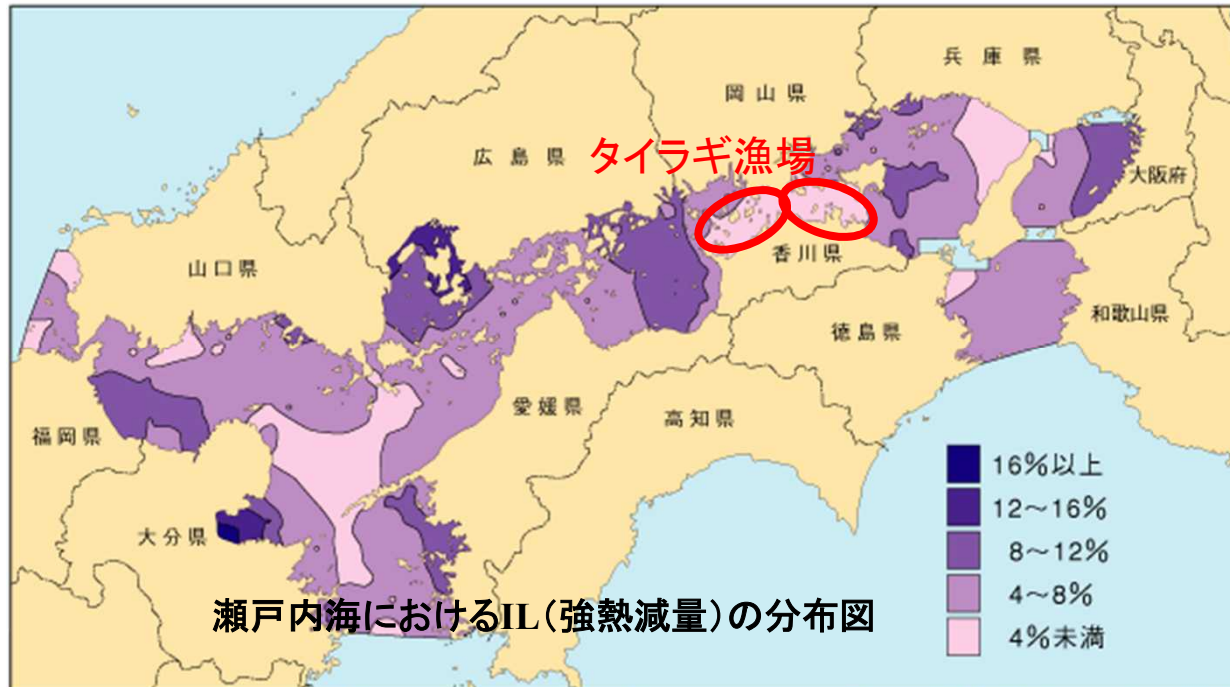 兵庫県
岡山県
広島県
タイラギ漁場
大阪府
香川県
山口県
徳島県
和歌山県
愛媛県
高知県
福岡県
大分県
16%以上
12～16%
8～12%
4～8%
4%未満
瀬戸内海におけるIL(強熱減量)の分布図